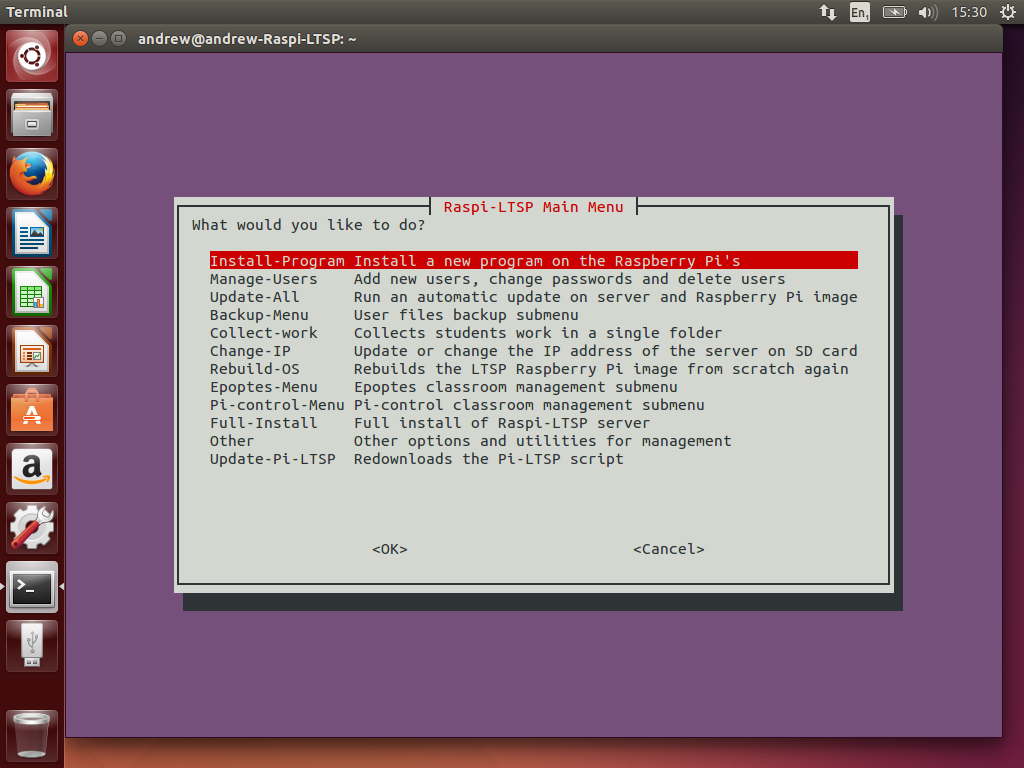 Terminal
En1
15:30
andrew@andrew-Raspi-LTSP: ~
Raspi-LTSP Main Menu
What would you like to do?
Install-Program Install a new program on the Raspberry Pi's
Manage-Users Add new users, change passwords and delete users
Update-All Run an automatic update on server and Raspberry Pi image
Backup-Menu User files backup submenu
Collect-work Collects students work in a single folder
Change-IP Update or change the IP address of the server on SD card
Rebuild-OS Rebuilds the LTSP Raspberry Pi image from scratch again
Epoptes-Menu Epoptes classroom management submenu
Pi-control-Menu Pi-control classroom management submenu
Full-Install Full install of Raspi-LTSP server
Other Other options and utilities for management
Update-Pi-LTSP Redownloads the Pi-LTSP script
<OK> <Cancel>